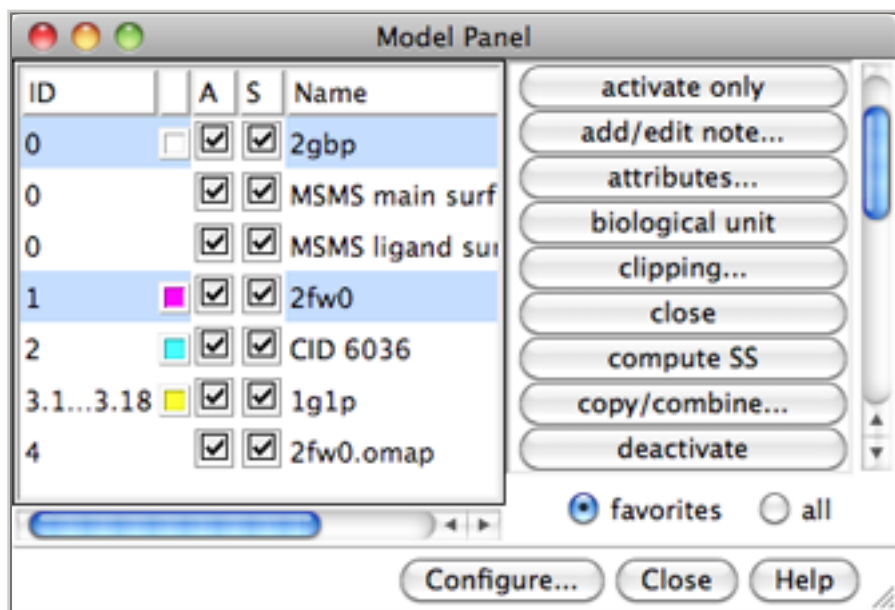 Model Panel
ID A S Name
0 2gbp
0 MSMS main surf
0 MSMS ligand sur
1 2fw0
2 CID 6036
3.1...3.18 1g1p
4 2fw0.omap
activate only
add/edit note...
attributes...
biological unit
clipping...
close
compute SS
copy/combine...
deactivate
favorites all
Configure... Close Help